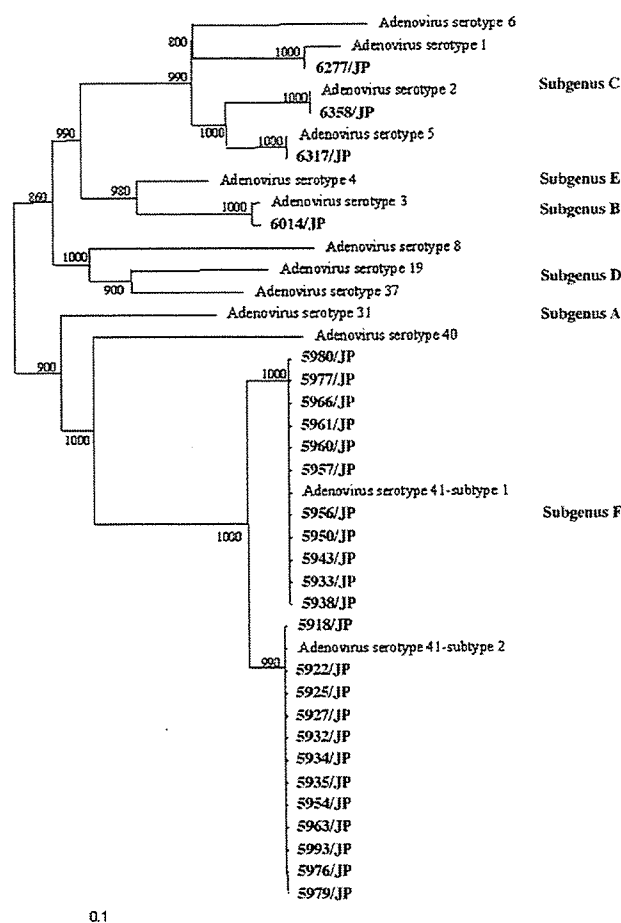 Adenovirus serotype 6
800
Adenovirus serotype 1
1000
6277/JP
990
Subgenus C
Adenovirus serotype 2
1000
6358/JP
1000
Adenovirus serotype 5
1000
6317/JP
990
Adenovirus serotype 4
Subgenus E
980
Adenovirus serotype 3
1000
Subgenus B
6014/JP
860
Adenovirus serotype 8
1000
Adenovirus serotype 19
Subgenus D
900
Adenovirus serotype 37
Adenovirus serotype 31
Subgenus A
Adenovirus serotype 40
900
5980/JP
1000
5977/JP
5966/JP
5961/JP
1000
5960/JP
5957/JP
Adenovirus serotype 41-subtype 1
5956/JP
Subgenus F
1000
5950/JP
5943/JP
5933/JP
5938/JP
5918/JP
Adenovirus serotype 41-subtype 2
990
5922/JP
5925/JP
5927/JP
5932/JP
5934/JP
5935/JP
5954/JP
5963/JP
5993/JP
5976/JP
5979/JP
0.1